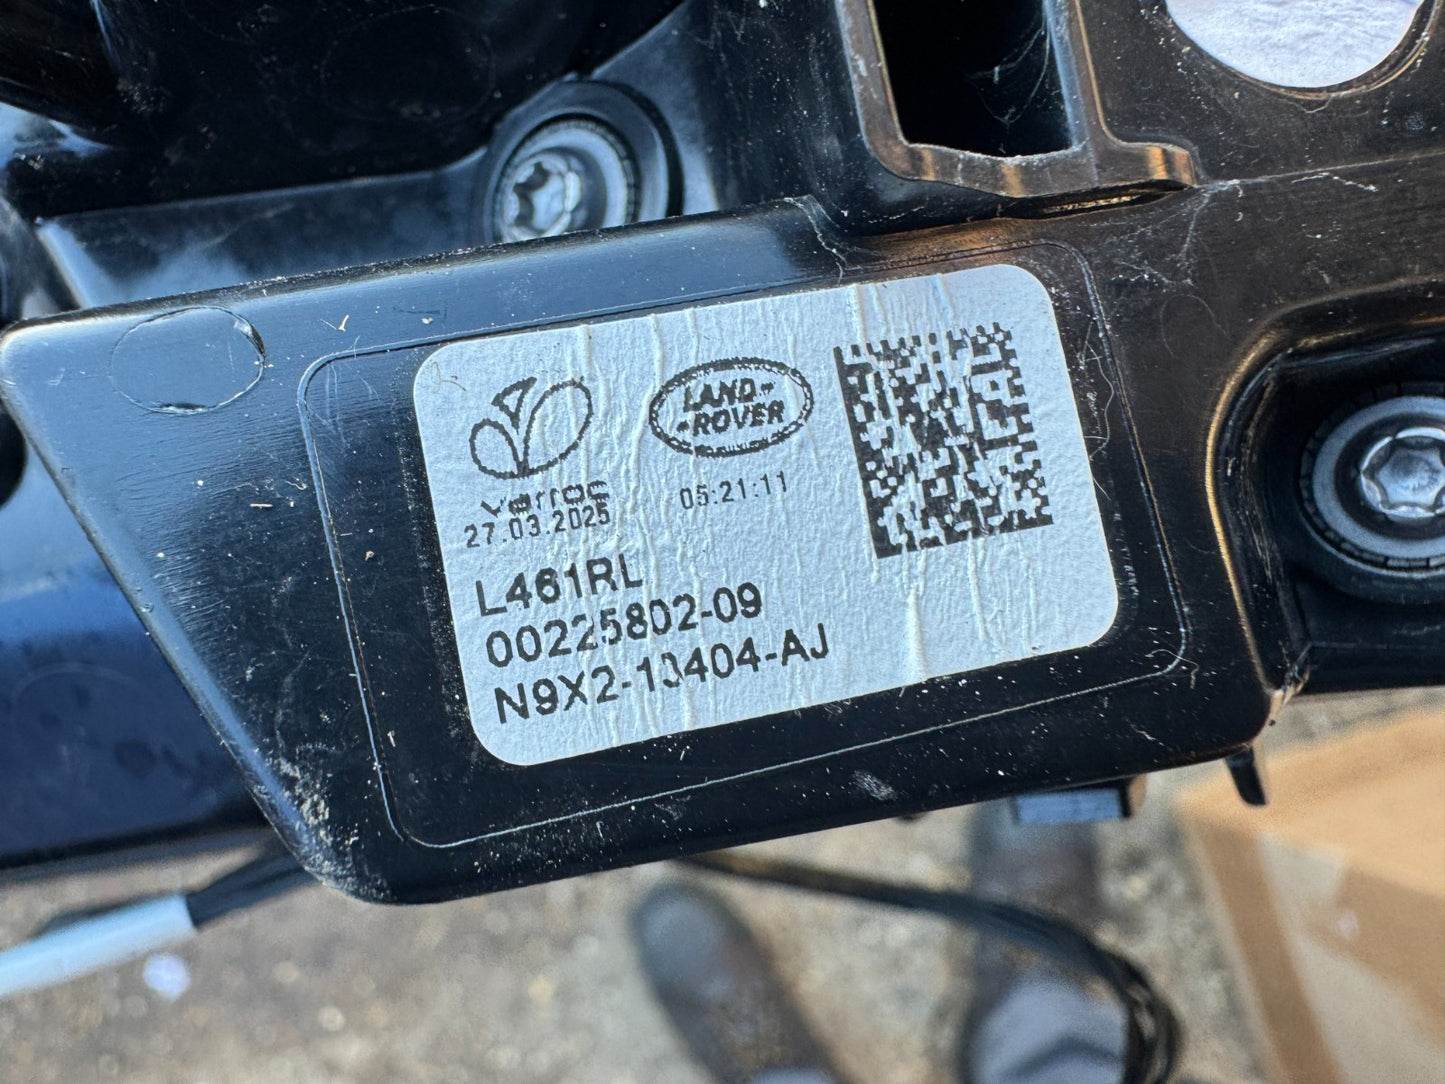 LAND-
-ROVER
varroc
27.03.2025
05:21:11
L461RL
00225802-09
N9X2-13404-AJ